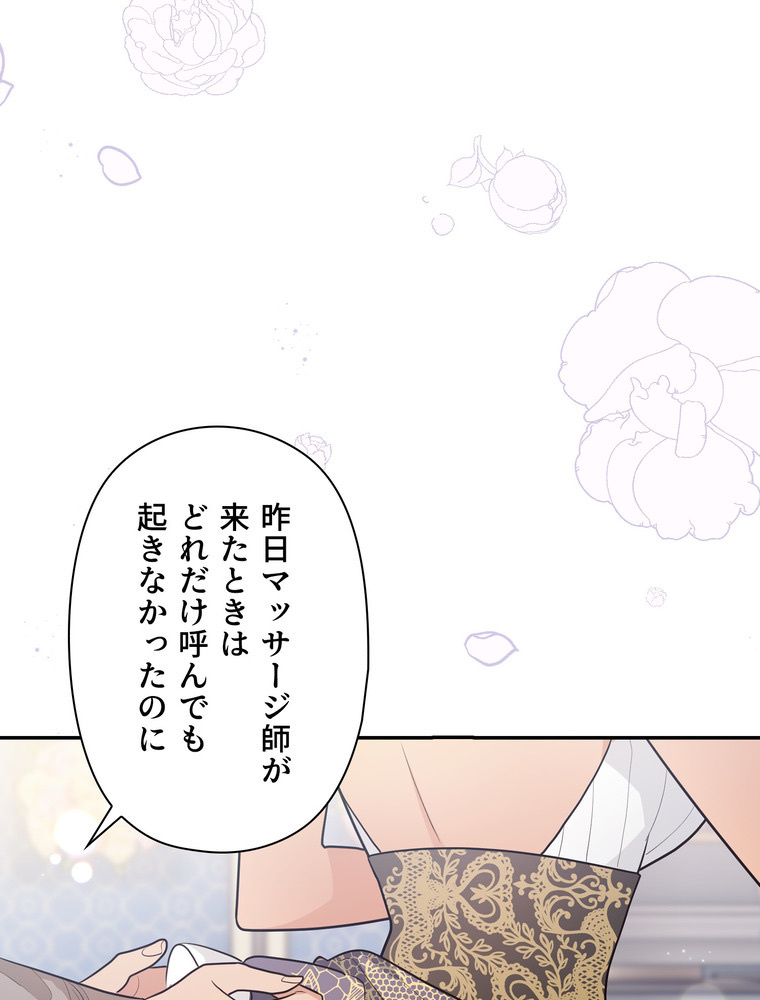 昨日マッサージ師が
来たときは
どれだけ呼んでも
起きなかったのに